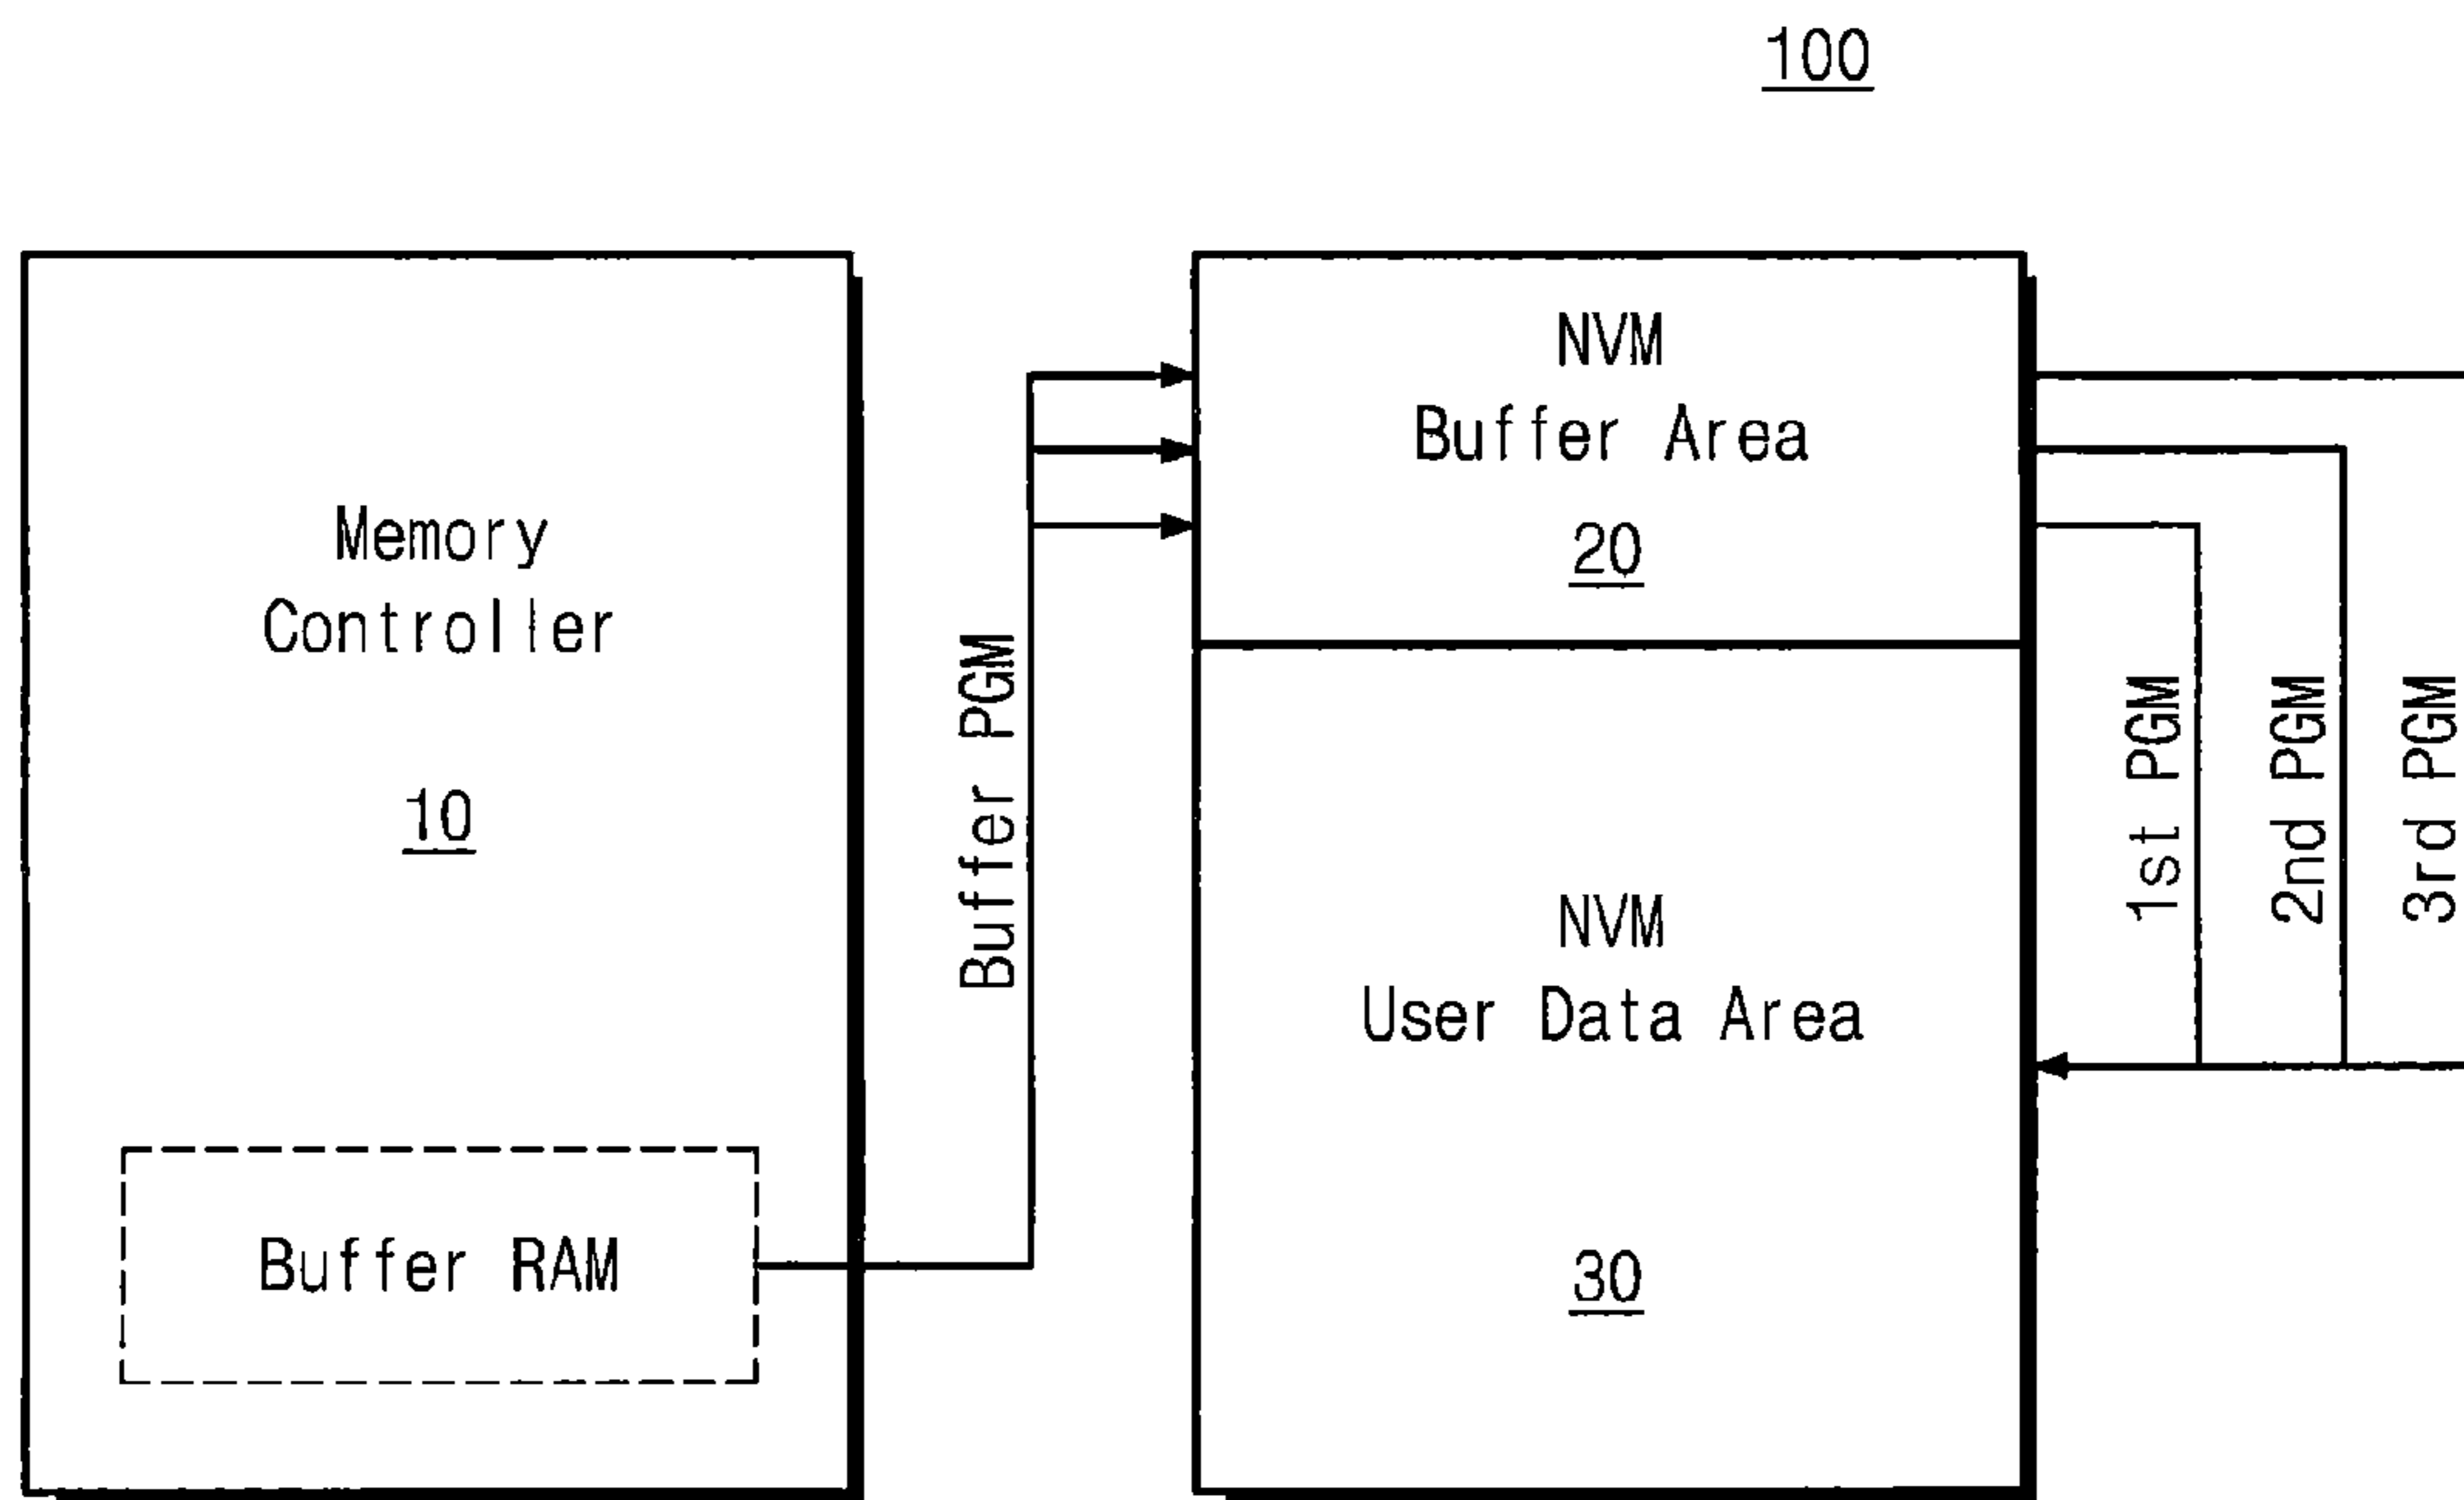 100
Memory
Controller
10
Buffer RAM
Buffer PGM
NVM
Buffer Area
20
NVM
User Data Area
30
1st PGM
2nd PGM
3rd PGM